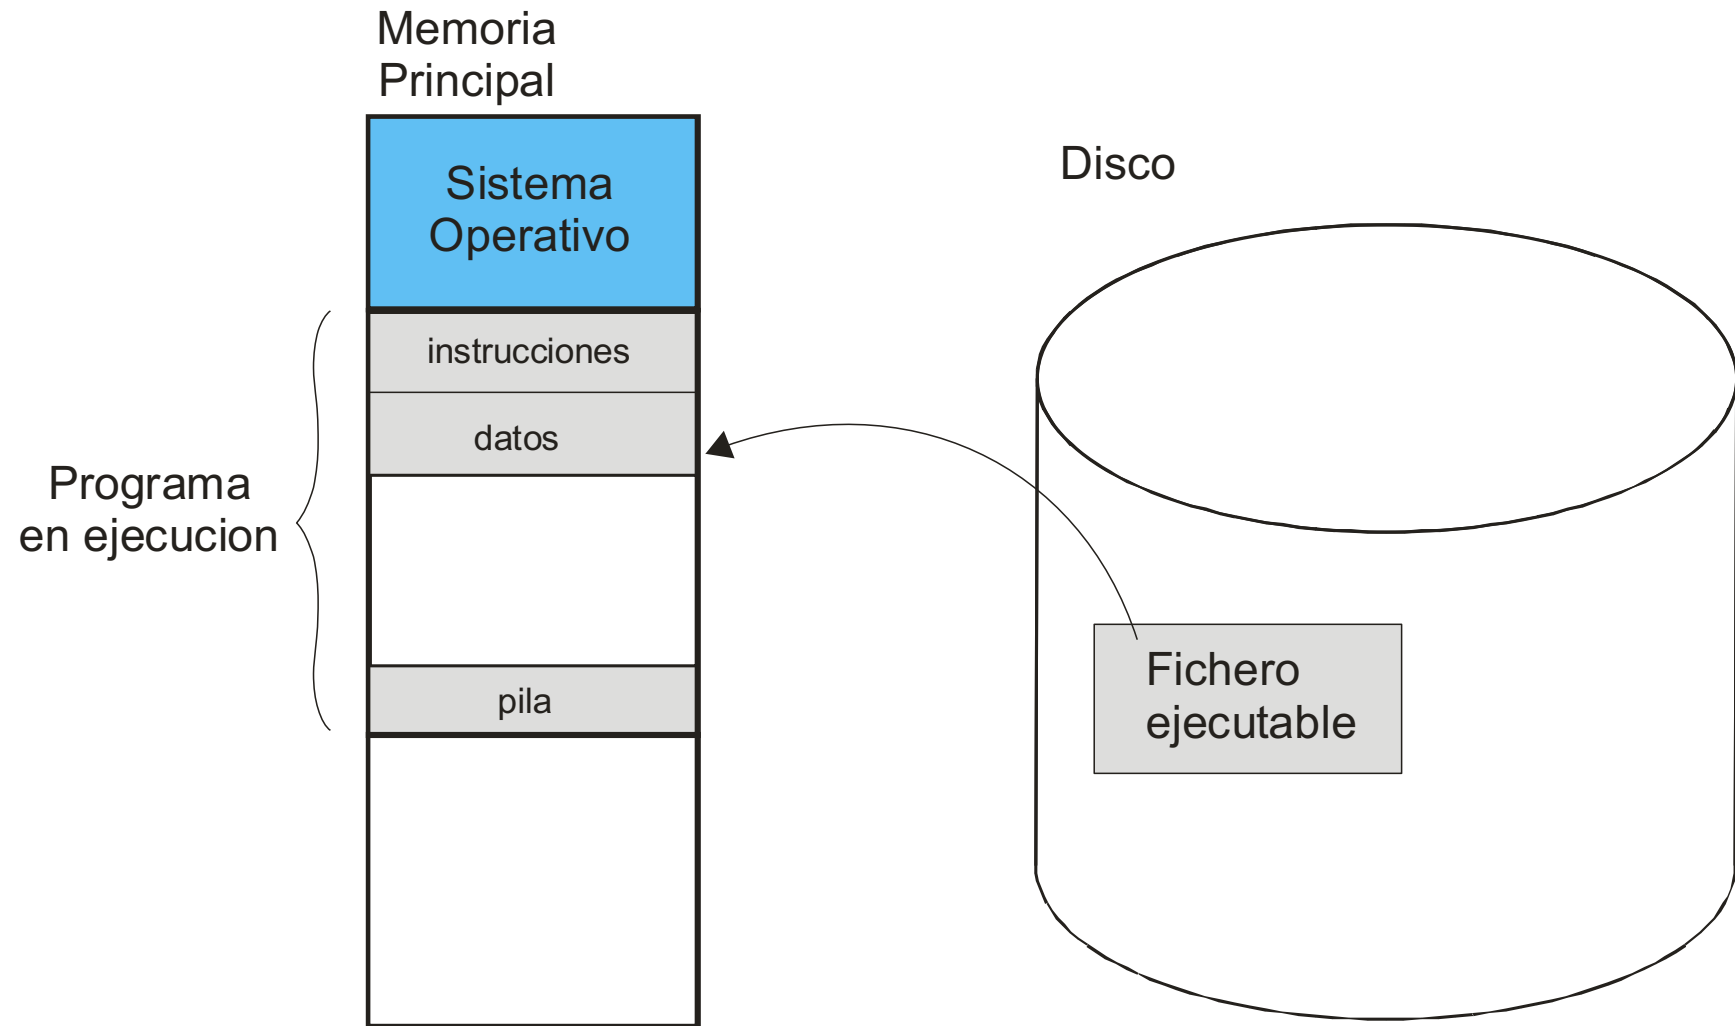 Memoria
Principal
Sistema
Operativo
Disco
instrucciones
datos
Programa
en ejecucion
pila
Fichero
ejecutable